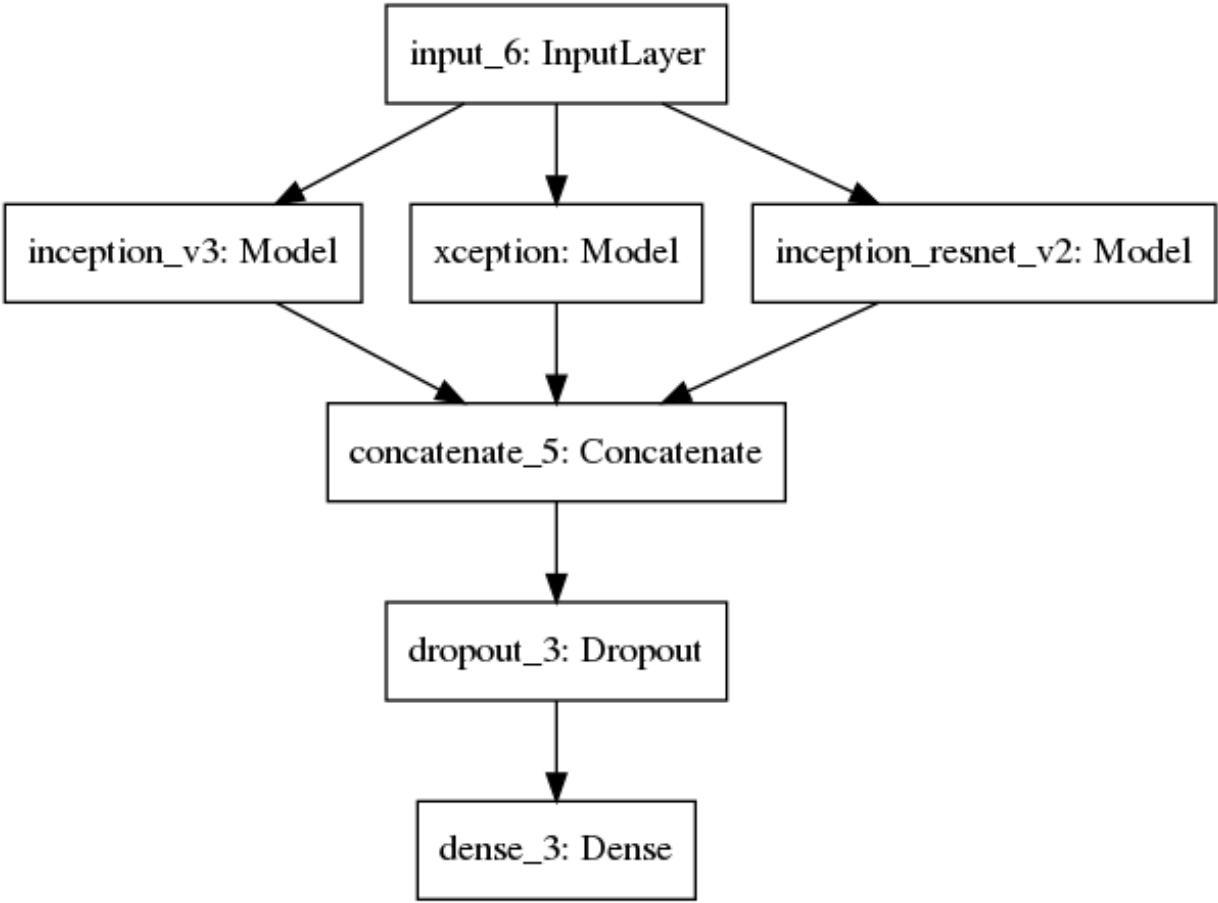 input_6: InputLayer
inception_v3: Model
xception: Model
inception_resnet_v2: Model
concatenate_5: Concatenate
dropout_3: Dropout
dense_3: Dense